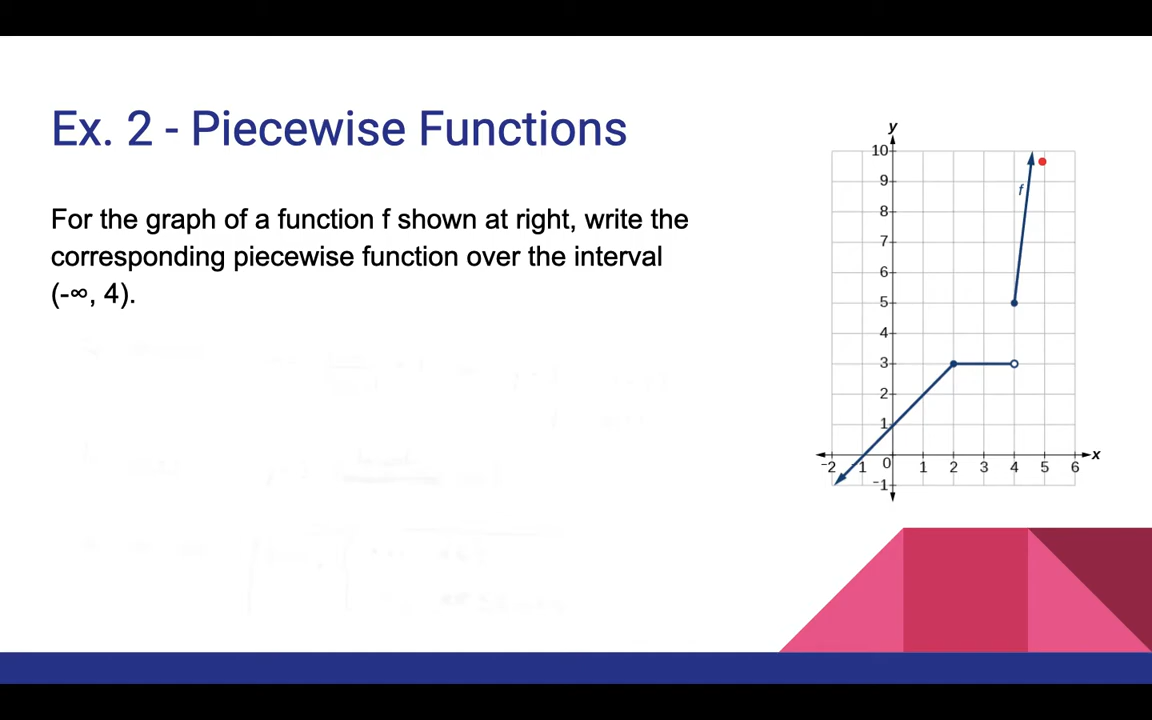 Ex. 2 - Piecewise Functions
For the graph of a function f shown at right, write the
corresponding piecewise function over the interval
(-∞, 4).
y
10
9
f
8
7
6
5
4
3
2
1
x
−2 −1 0 1 2 3 4 5 6
−1